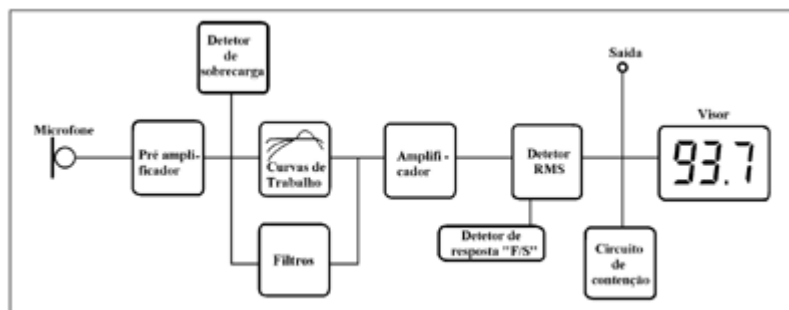 Detetor
de
sobrecarga
Saída
Microfone
Visor
Pré ampli-
ficador
Curvas de
Trabalho
Amplifi -
cador
Detetor
RMS
93.7
Detetor de
resposta "F/S"
Filtros
Circuito
de
contenção